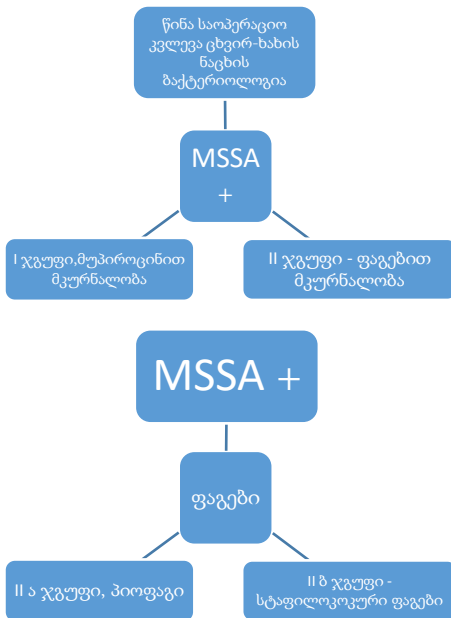 წინა საოპერაციო
კვლევა ცხვირ-ხახის
ნაცხის
ბაქტერიოლოგია
MSSA
+
I ჯგუფი,მუპიროცინით
მკურნალობა
II ჯგუფი - ფაგებით
მკურნალობა
MSSA +
ფაგები
II ა ჯგუფი, პიოფაგი
II ბ ჯგუფი -
სტაფილოკოკური ფაგები